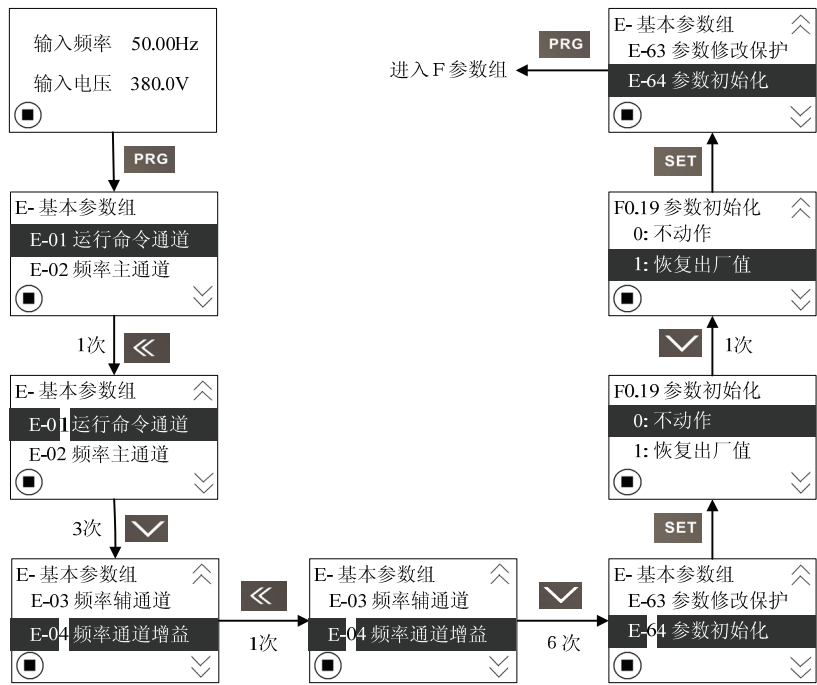 输入频率 50.00Hz
输入电压 380.0V
PRG
E- 基本参数组
E-01 运行命令通道
E-02 频率主通道
1次
E- 基本参数组
E-01 运行命令通道
E-02 频率主通道
3次
E- 基本参数组
E-03 频率辅通道
E-04 频率通道增益
1次
E- 基本参数组
E-03 频率辅通道
E-04 频率通道增益
6 次
E- 基本参数组
E-63 参数修改保护
E-64 参数初始化
SET
F0.19 参数初始化
0: 不动作
1: 恢复出厂值
1次
F0.19 参数初始化
0: 不动作
1: 恢复出厂值
SET
E- 基本参数组
E-63 参数修改保护
E-64 参数初始化
PRG
进入 F 参数组